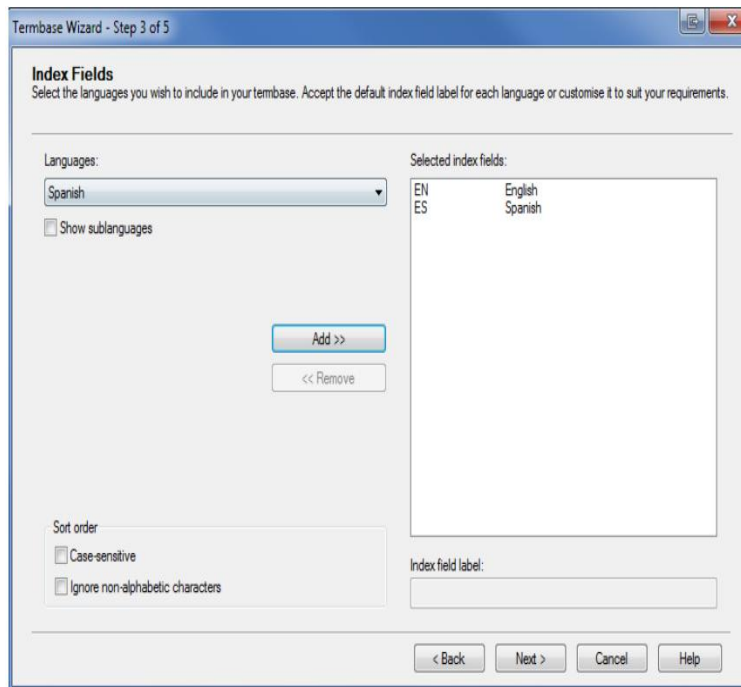 Termbase Wizard - Step 3 of 5
Index Fields
Select the languages you wish to include in your termbase. Accept the default index field label for each language or customise it to suit your requirements.
Languages:
Spanish
Show sublanguages
Selected index fields:
EN English
ES Spanish
Add >>
<< Remove
Sort order
Case-sensitive
Ignore non-alphabetic characters
Index field label:
< Back Next > Cancel Help